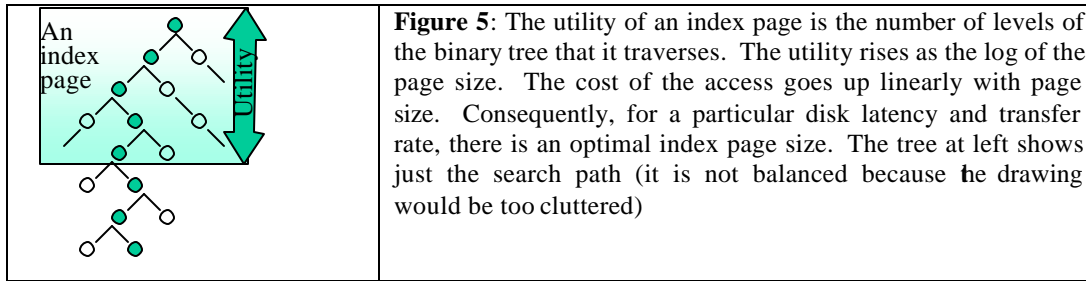 An
index
page
Utility
Figure 5: The utility of an index page is the number of levels of
the binary tree that it traverses. The utility rises as the log of the
page size. The cost of the access goes up linearly with page
size. Consequently, for a particular disk latency and transfer
rate, there is an optimal index page size. The tree at left shows
just the search path (it is not balanced because the drawing
would be too cluttered)